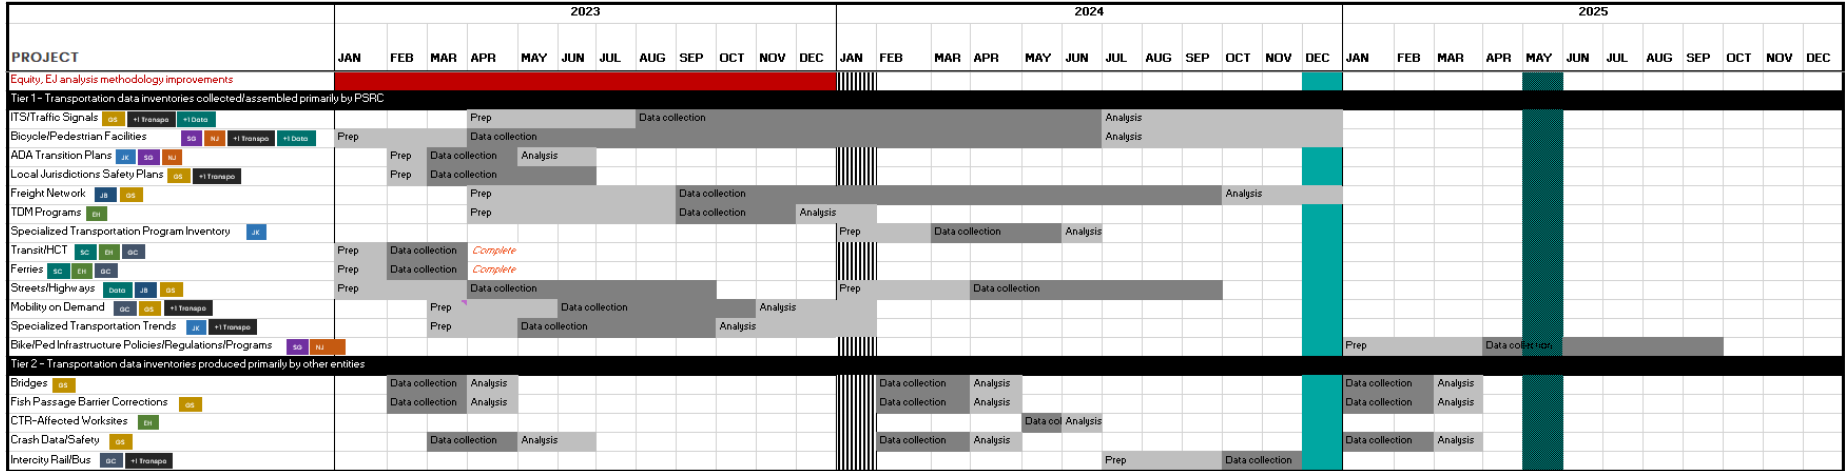 2023 2024 2025
PROJECT JAN FEB MAR APR MAY JUN JUL AUG SEP OCT NOV DEC JAN FEB MAR APR MAY JUN JUL AUG SEP OCT NOV DEC JAN FEB MAR APR MAY JUN JUL AUG SEP OCT NOV DEC
Equity, EJ analysis methodology improvements
Tier 1 - Transportation data inventories collected/assembled primarily by PSRC
ITS/Traffic Signals GS +1 Transpo +1 Data Prep Data collection Analysis
Bicycle/Pedestrian Facilities SG NJ +1 Transpo +1 Data Prep Data collection Analysis
ADA Transition Plans JK SG NJ Prep Data collection Analysis
Local Jurisdictions Safety Plans GS +1 Transpo Prep Data collection
Freight Network JB GS Prep Data collection Analysis
TDM Programs EH Prep Data collection Analysis
Specialized Transportation Program Inventory JK Prep Data collection Analysis
Transit/HCT SC EH GC Prep Data collection Complete
Ferries SC EH GC Prep Data collection Complete
Streets/Highways Data JB GS Prep Data collection Prep Data collection
Mobility on Demand GC GS +1 Transpo Prep Data collection Analysis
Specialized Transportation Trends JK +1 Transpo Prep Data collection Analysis
Bike/Ped Infrastructure Policies/Regulations/Programs SG NJ Prep Data collection
Tier 2 - Transportation data inventories produced primarily by other entities
Bridges GS Data collection Analysis Data collection Analysis Data collection Analysis
Fish Passage Barrier Corrections GS Data collection Analysis Data collection Analysis Data collection Analysis
CTR-Affected Worksites EH Data col Analysis
Crash Data/Safety GS Data collection Analysis Data collection Analysis Data collection Analysis
Intercity Rail/Bus GC +1 Transpo Prep Data collection